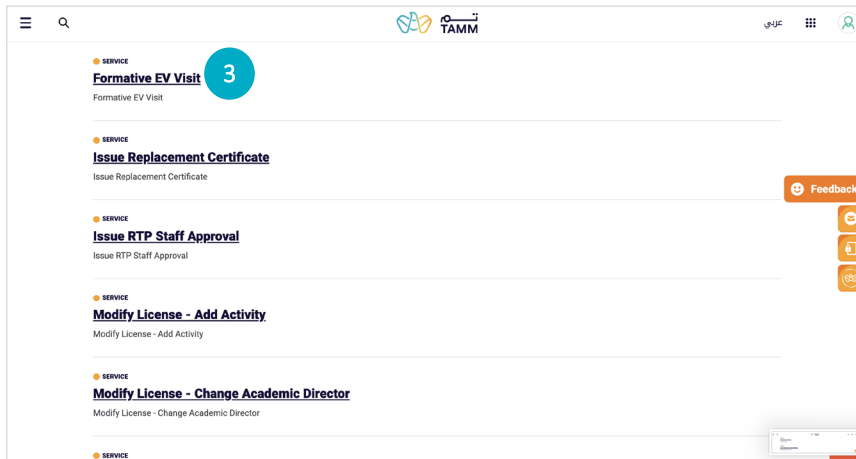 تـم
TAMM
عربي
SERVICE
Formative EV Visit
3
Formative EV Visit
SERVICE
Issue Replacement Certificate
Issue Replacement Certificate
Feedback
SERVICE
Issue RTP Staff Approval
Issue RTP Staff Approval
SERVICE
Modify License - Add Activity
Modify License - Add Activity
SERVICE
Modify License - Change Academic Director
Modify License - Change Academic Director
SERVICE